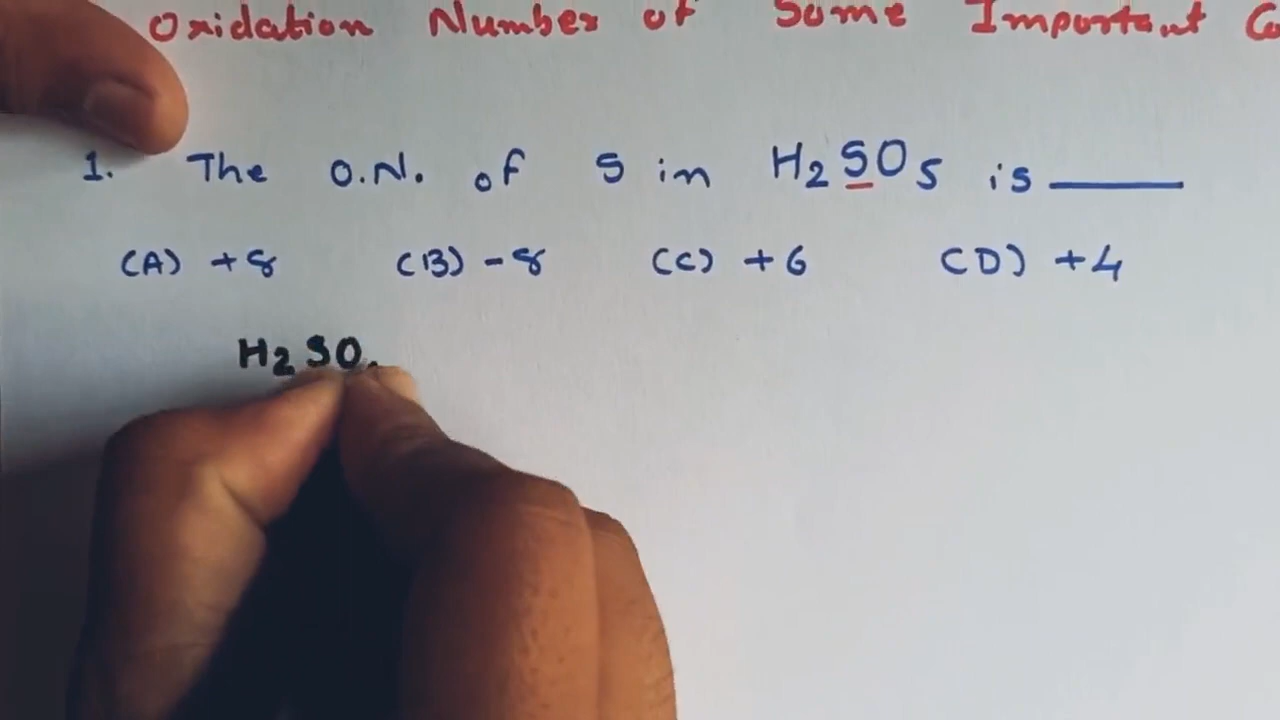 Oxidation Number of Some Important
1. The O.N. of S in H2SO5 is ______
(A) +8 (B) -8 (C) +6 (D) +4
H2SO